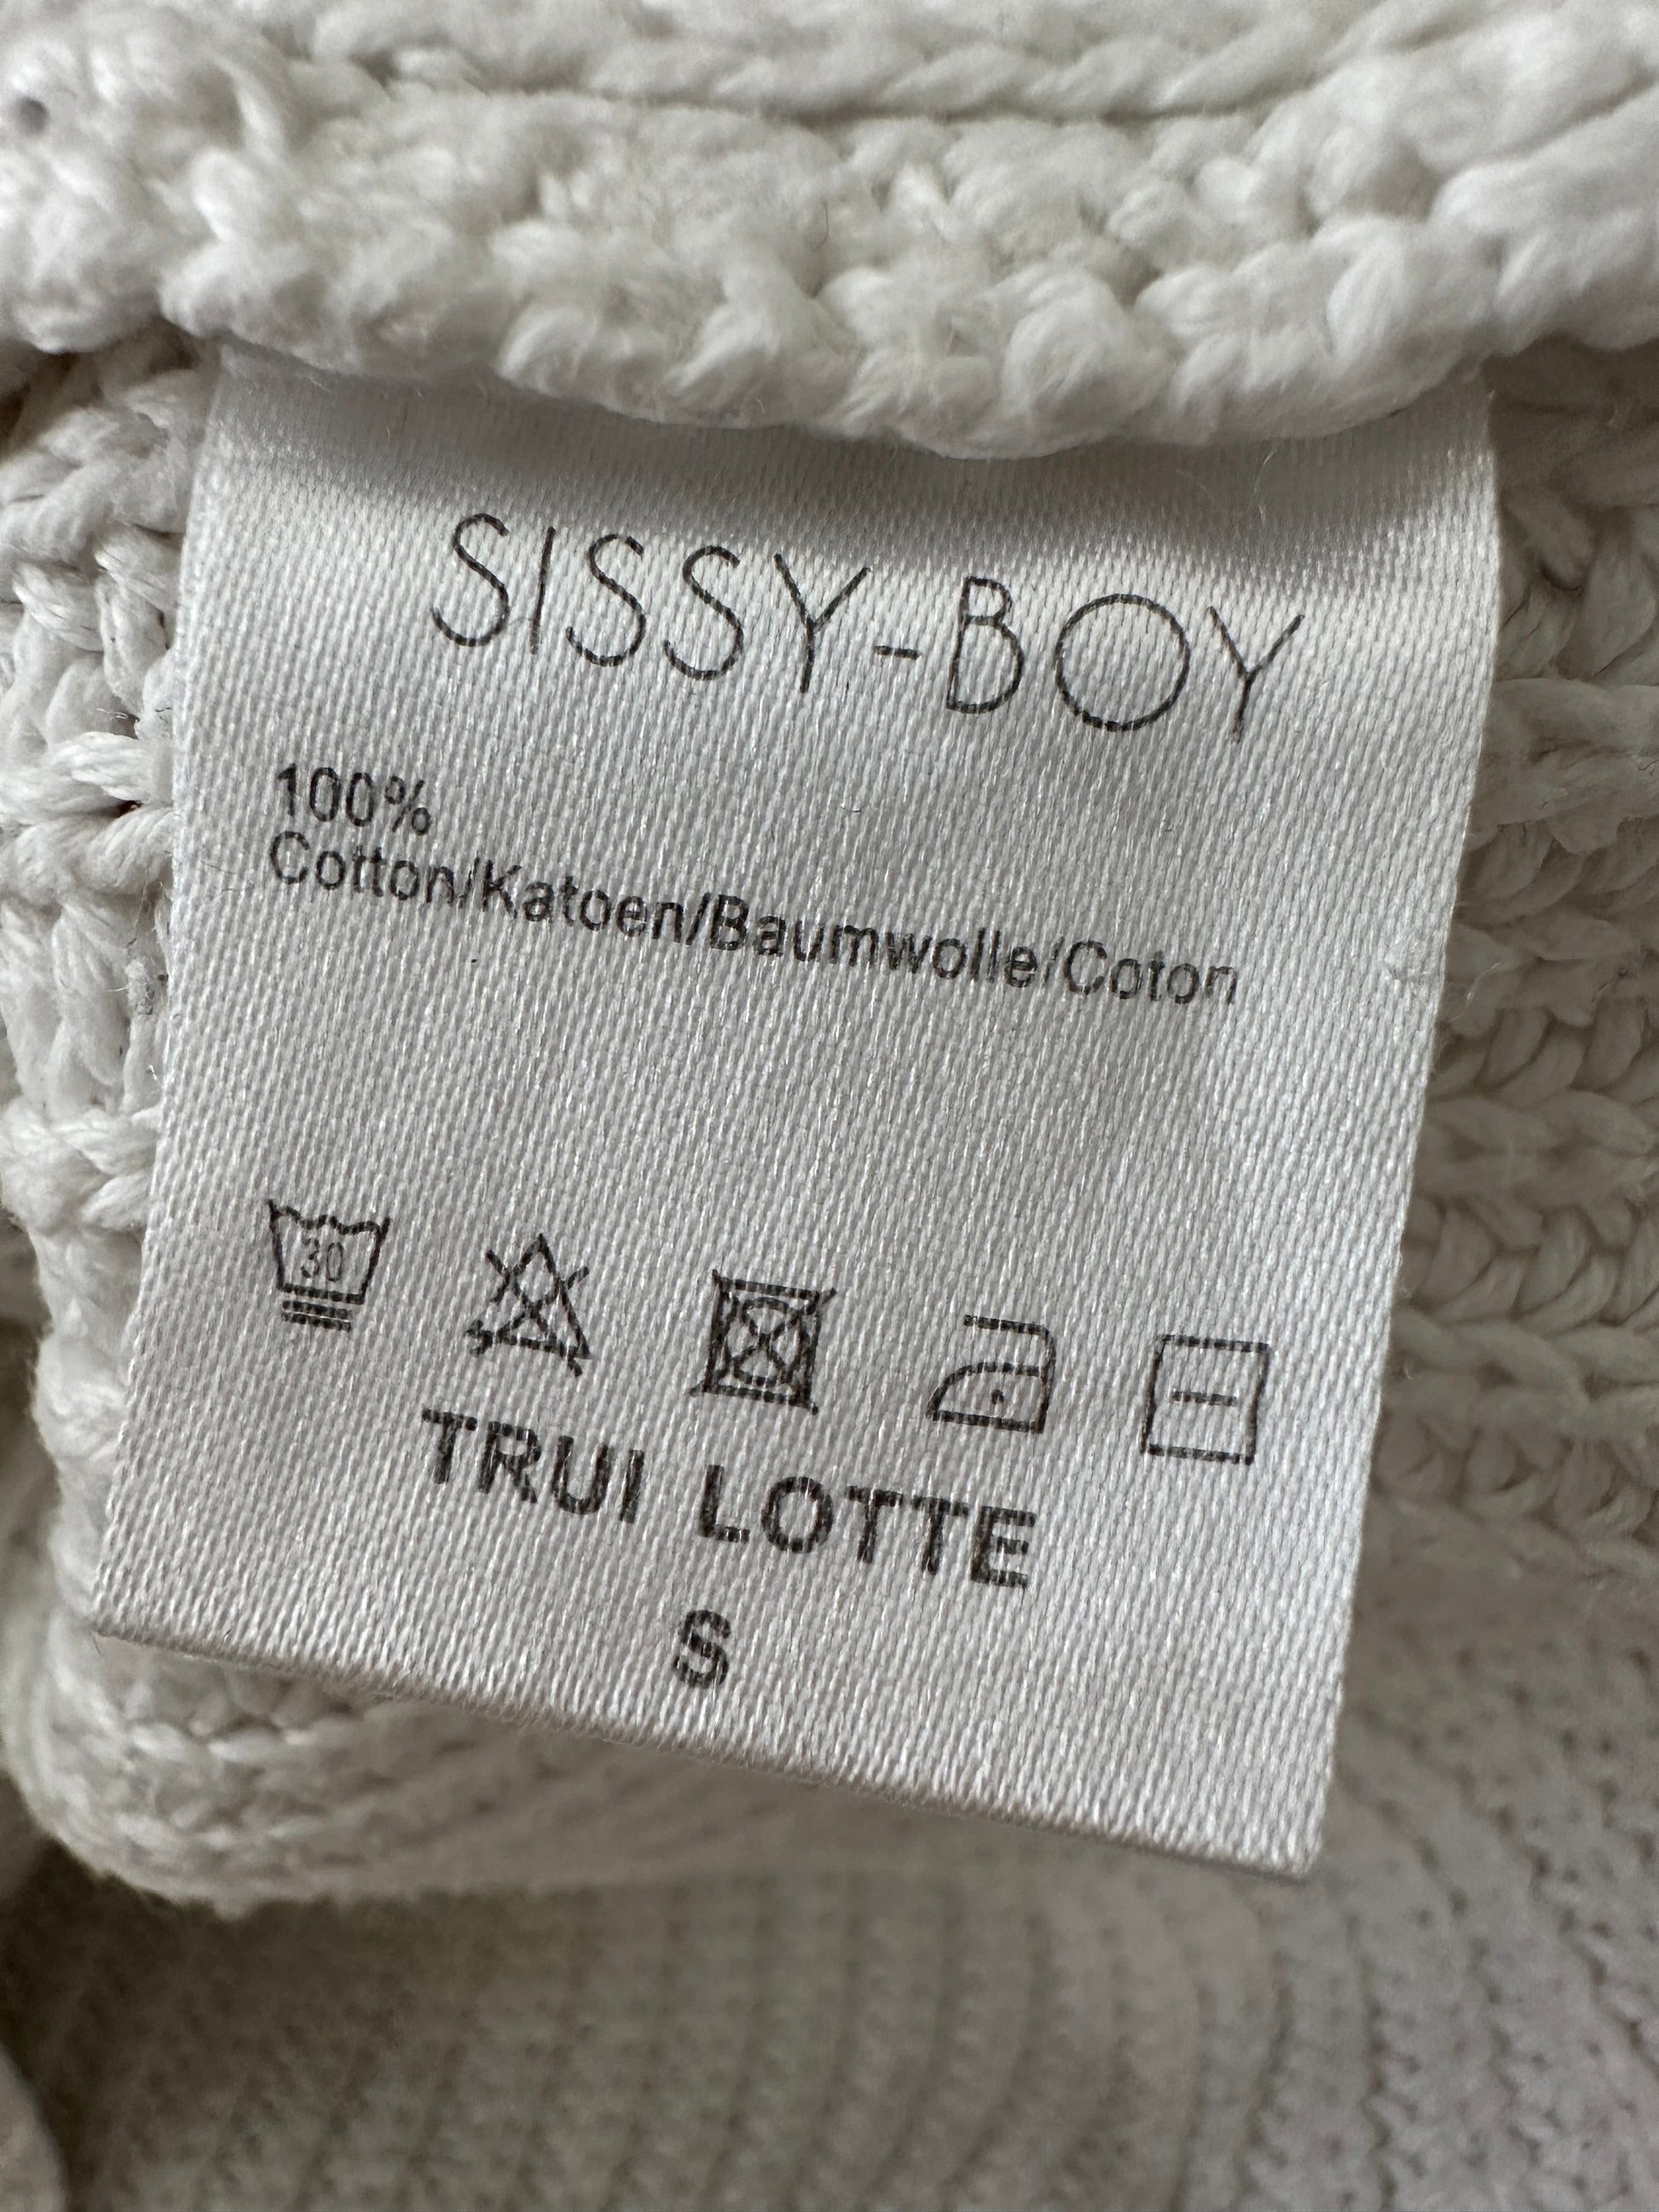 SISSY-BOY
100%
Cotton/Katoen/Baumwolle/Coton
30
TRUI LOTTE
S